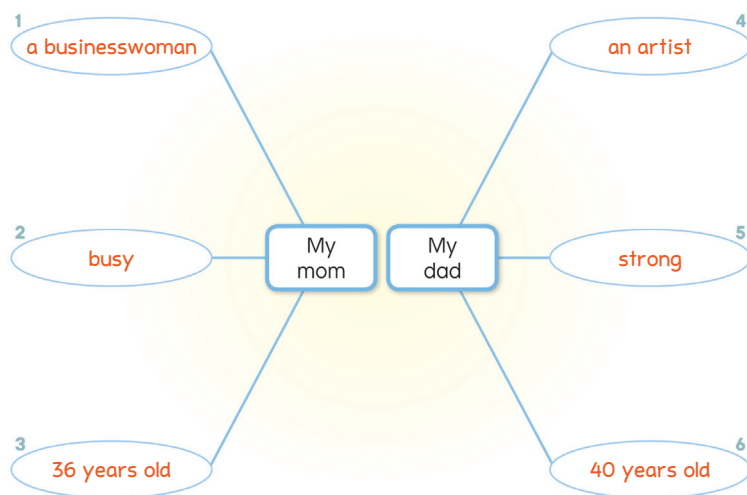 1
a businesswoman
2
busy
3
36 years old
My
mom
My
dad
4
an artist
5
strong
6
40 years old